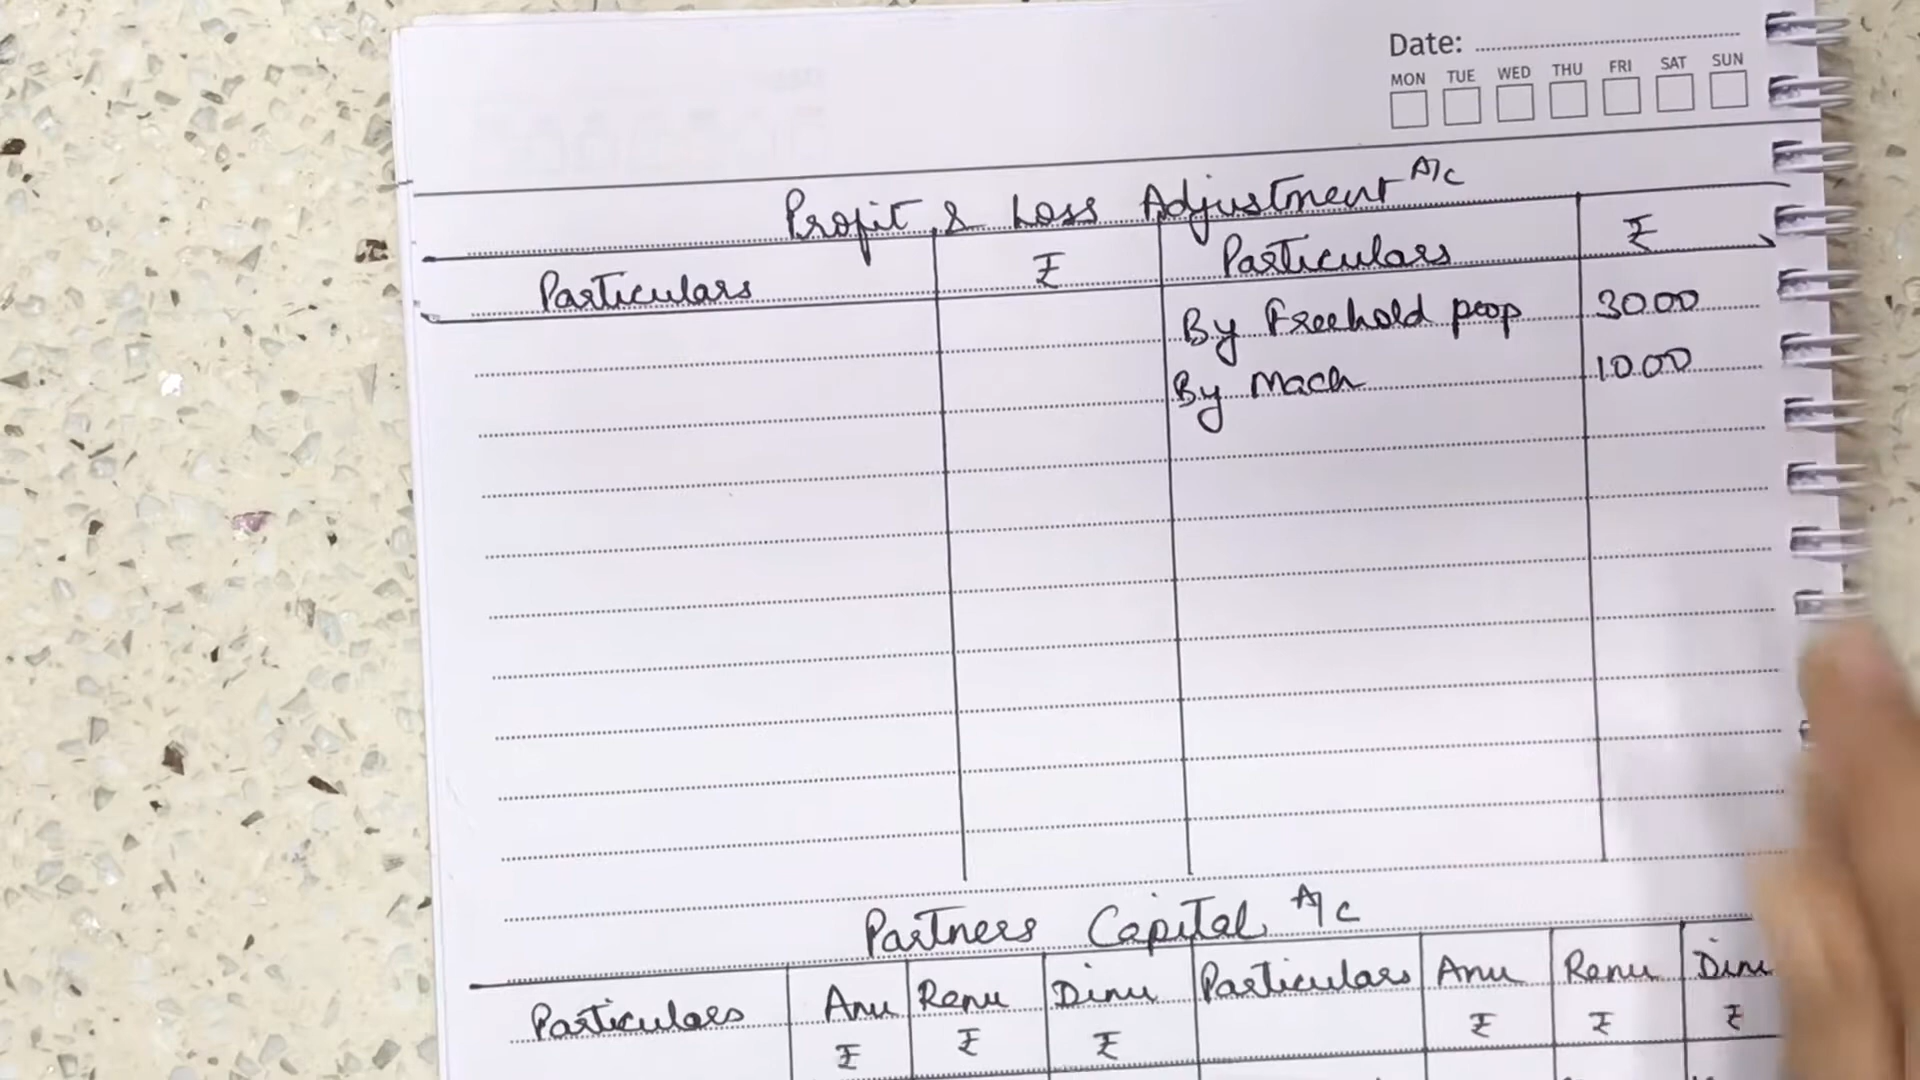 Date:
MON TUE WED THU FRI SAT SUN
Profit & Loss Adjustment A/c
Particulars ₹ Particulars ₹
By Freehold prop 3000
By Mach 1000
Partners Capital A/c
Particulars Anu Renu Dinu Particulars Anu Renu Dinu
₹ ₹ ₹ ₹ ₹ ₹